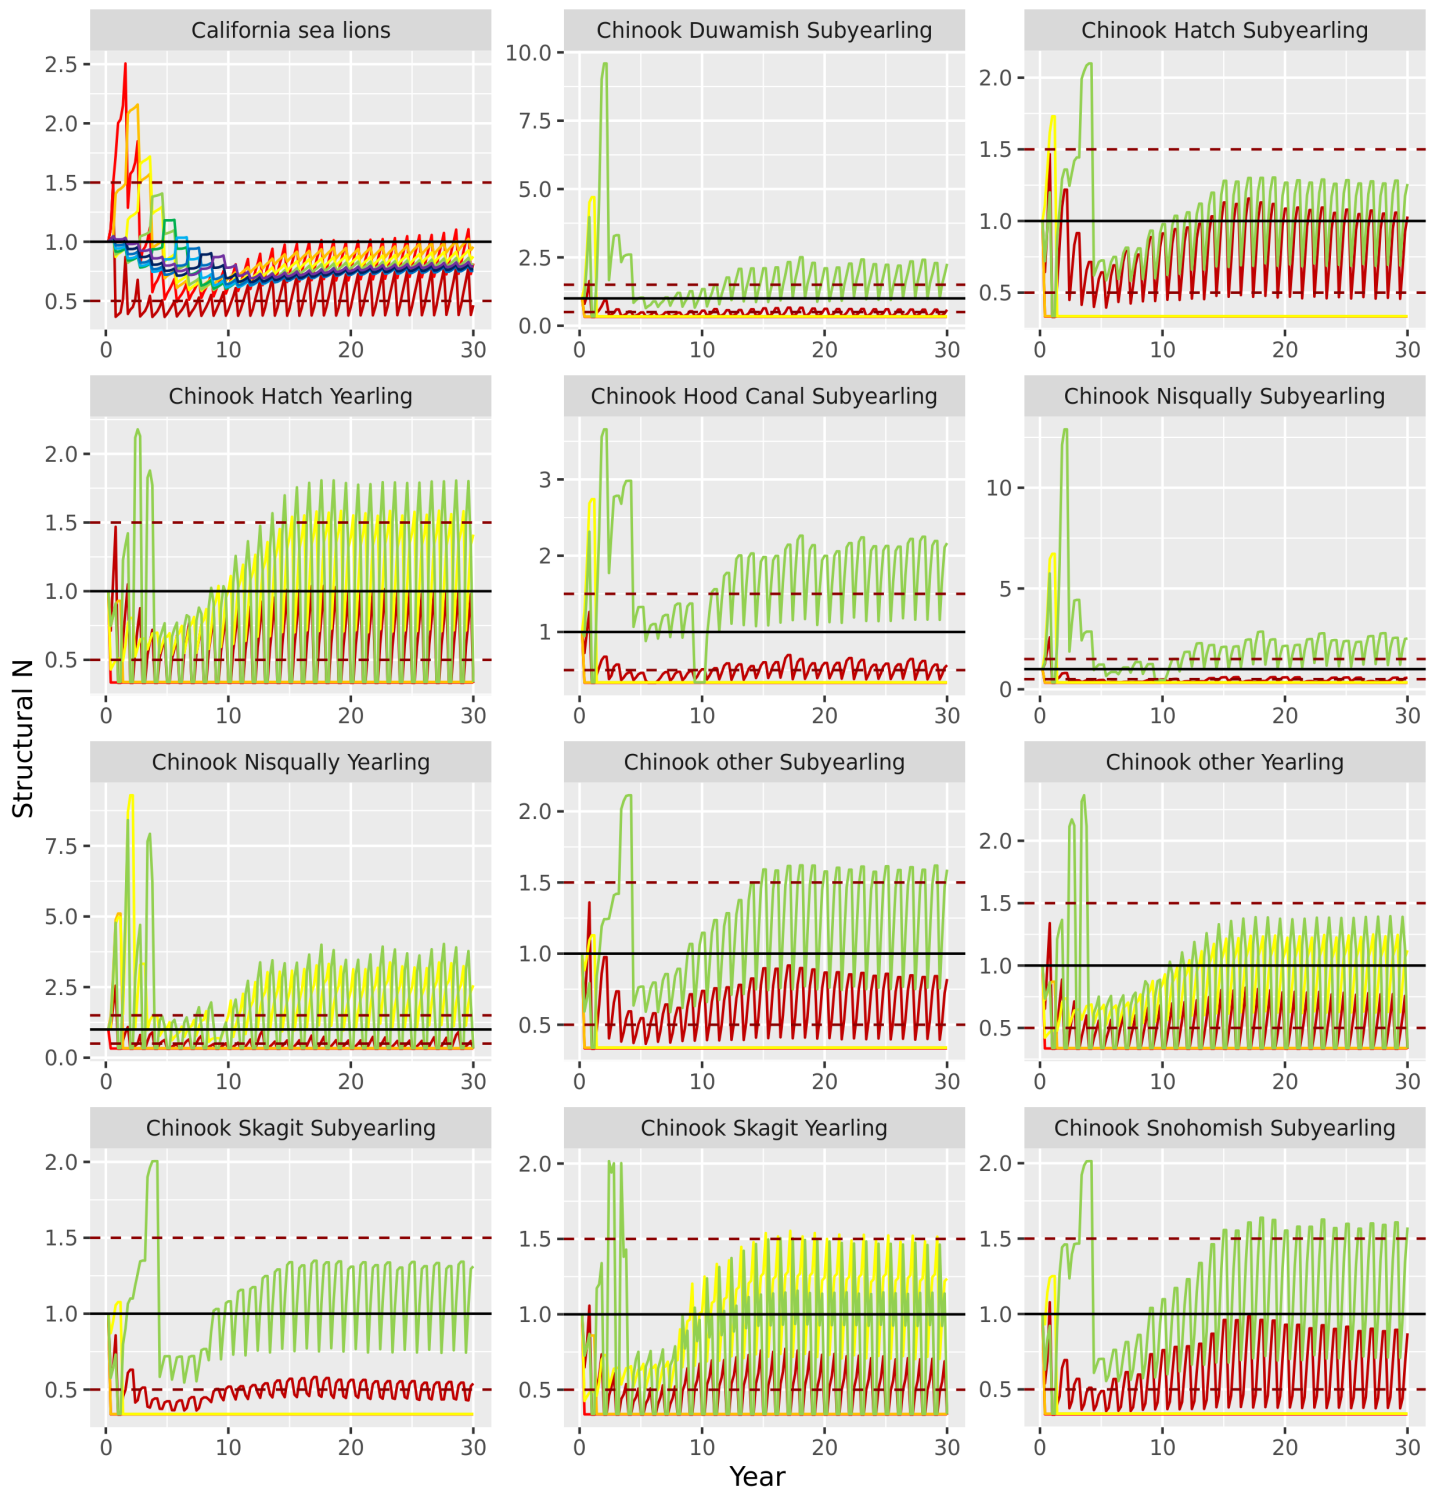 California sea lions
Chinook Duwamish Subyearling
Chinook Hatch Subyearling
2.5
2.0
1.5
1.0
0.5
0 10 20 30
10.0
7.5
5.0
2.5
0.0
0 10 20 30
2.0
1.5
1.0
0.5
0 10 20 30
Chinook Hatch Yearling
Chinook Hood Canal Subyearling
Chinook Nisqually Subyearling
2.0
1.5
1.0
0.5
0 10 20 30
3
2
1
0 10 20 30
10
5
0
0 10 20 30
Structural N
Chinook Nisqually Yearling
Chinook other Subyearling
Chinook other Yearling
7.5
5.0
2.5
0.0
0 10 20 30
2.0
1.5
1.0
0.5
0 10 20 30
2.0
1.5
1.0
0.5
0 10 20 30
Chinook Skagit Subyearling
Chinook Skagit Yearling
Chinook Snohomish Subyearling
2.0
1.5
1.0
0.5
0 10 20 30
2.0
1.5
1.0
0.5
0 10 20 30
2.0
1.5
1.0
0.5
0 10 20 30
Year